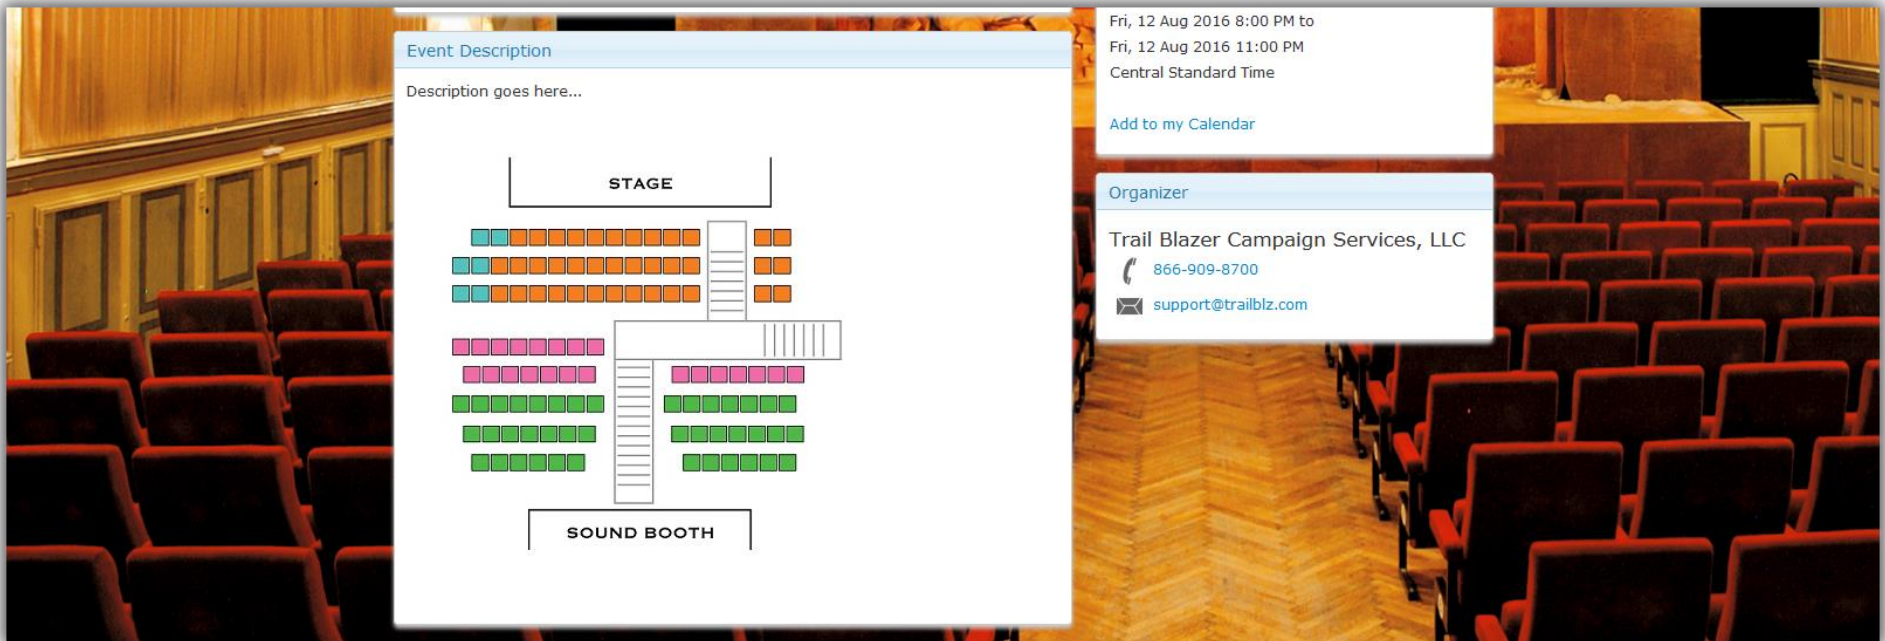 Event Description
Description goes here...
STAGE
SOUND BOOTH
Fri, 12 Aug 2016 8:00 PM to
Fri, 12 Aug 2016 11:00 PM
Central Standard Time
Add to my Calendar
Organizer
Trail Blazer Campaign Services, LLC
866-909-8700
support@trailblz.com